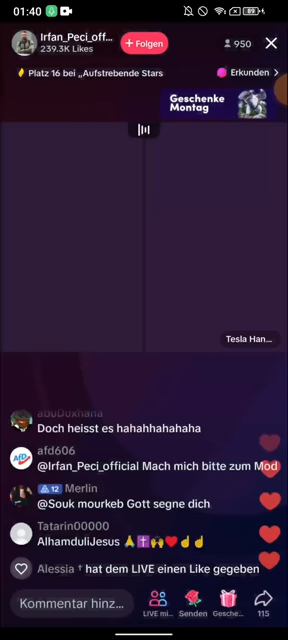 01:40
89
Irfan_Peci_off...
239.3K Likes
+ Folgen
950
Platz 16 bei „Aufstrebende Stars
Erkunden >
Geschenke
Montag
Tesla Han...
abuDuxhana
Doch heisst es hahahhahahaha
afd606
@Irfan_Peci_official Mach mich bitte zum Mod
12 Merlin
@Souk mourkeb Gott segne dich
Tatarin00000
AlhamduliJesus 🙏✝️🙌❤️☝️☝️
Alessia ✝ hat dem LIVE einen Like gegeben
Kommentar hinz...
LIVE mi...
Senden
Gesche...
115